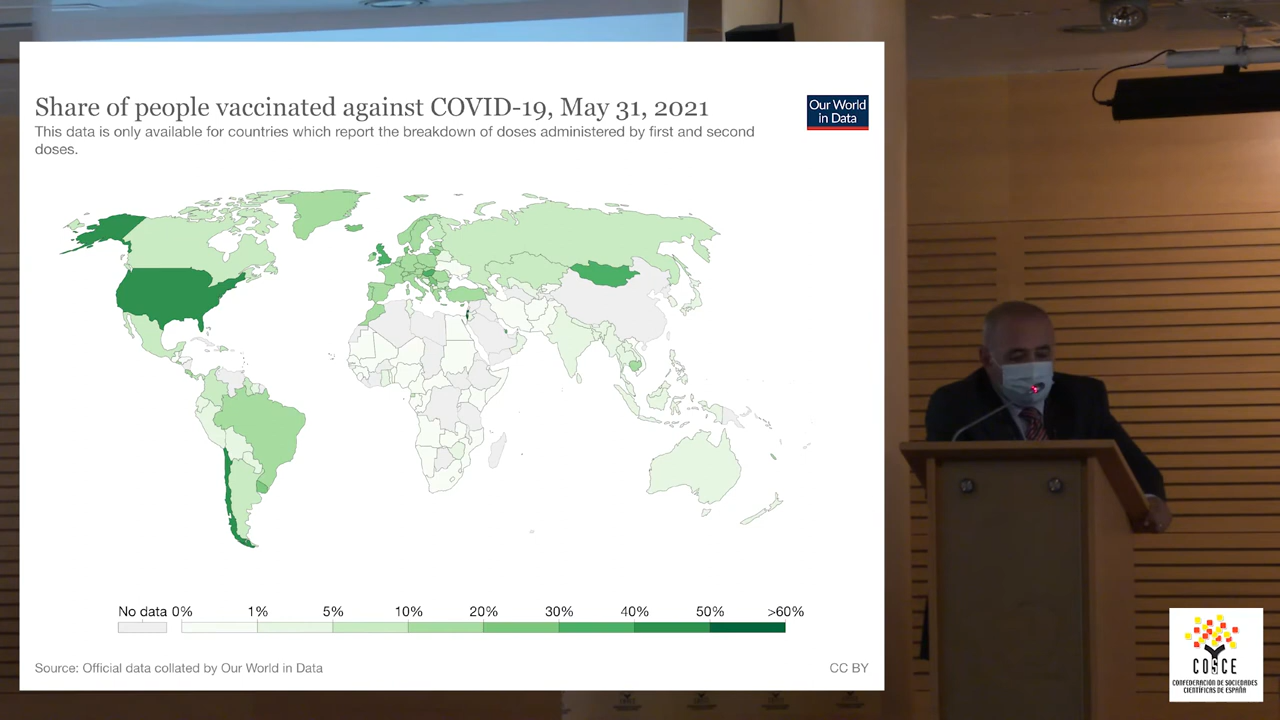 Share of people vaccinated against COVID-19, May 31, 2021
This data is only available for countries which report the breakdown of doses administered by first and second
doses.
Our World
in Data
No data 0% 1% 5% 10% 20% 30% 40% 50% >60%
Source: Official data collated by Our World in Data
CC BY
COSCE
CONFEDERACIÓN DE SOCIEDADES
CIENTÍFICAS DE ESPAÑA